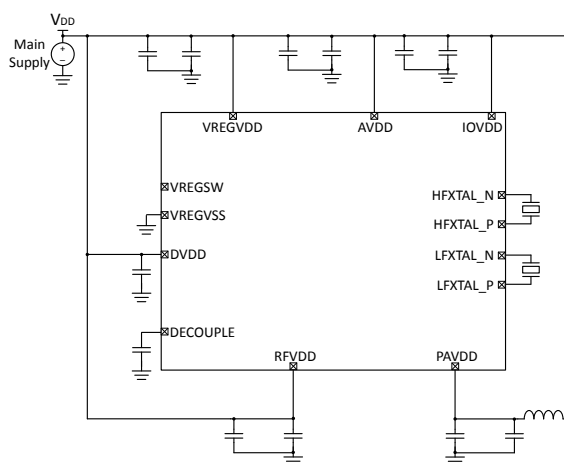 VDD
Main
Supply
VREGVDD
AVDD
IOVDD
VREGSW
HFXTAL_N
VREGVSS
HFXTAL_P
DVDD
LFXTAL_N
LFXTAL_P
DECOUPLE
RFVDD
PAVDD